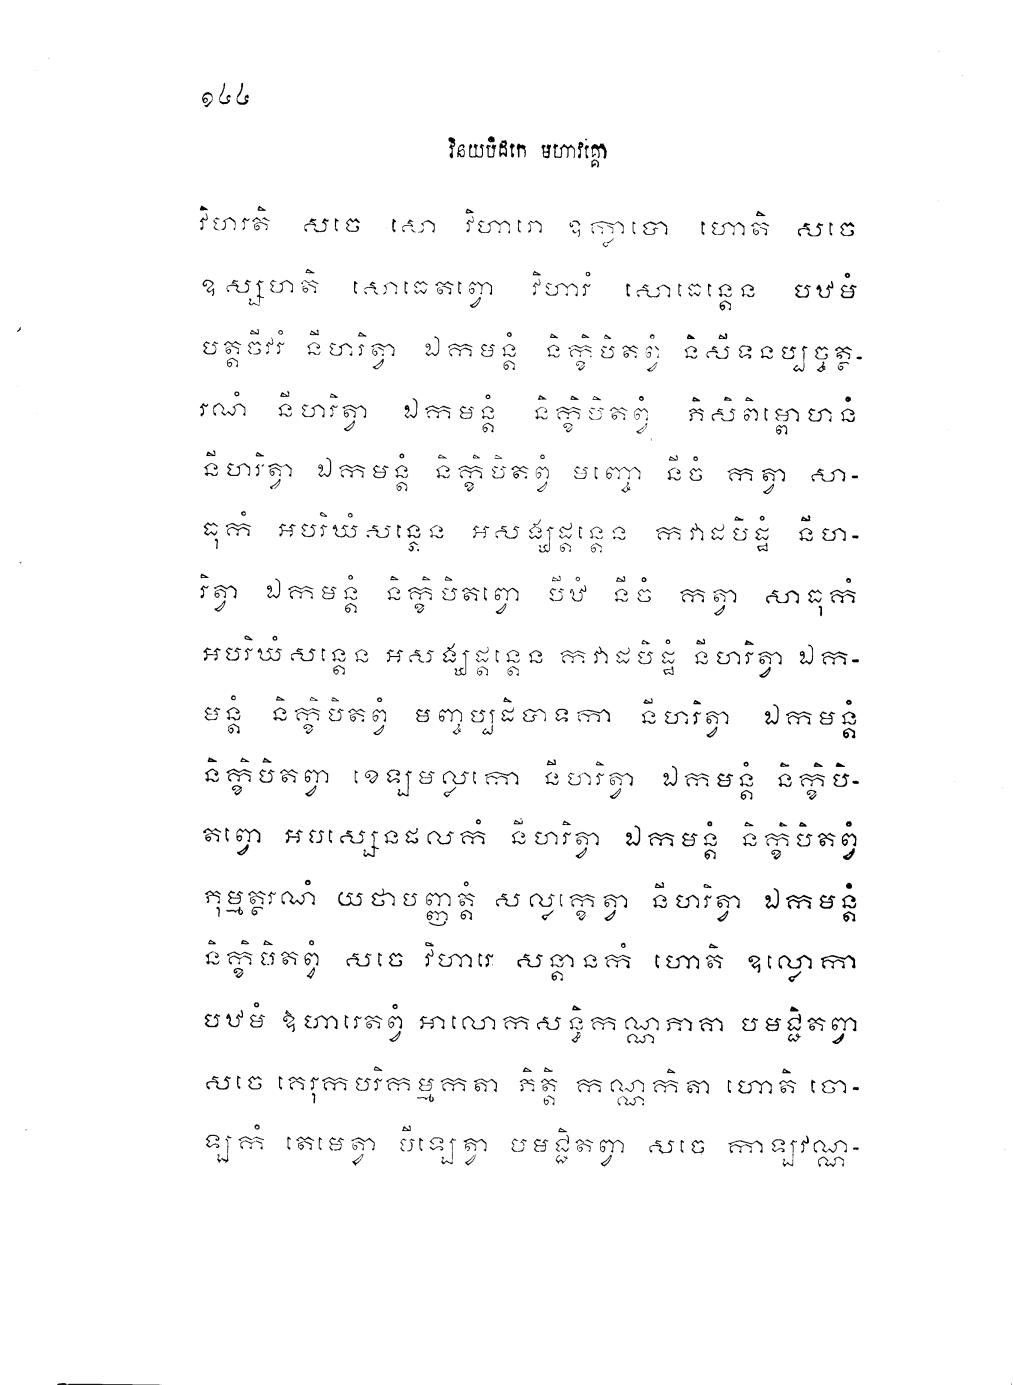 ១៤៤
វិនយបិដកេ មហាវគ្គោ
វិហរតិ សចេ សោ វិហារោ ឧក្លាបោ ហោតិ សចេ
ឧស្សហតិ សោធេតព្វោ វិហារំ សោធេន្តេន បឋមំ
បត្តចីវរំ នីហរិត្វា ឯកមន្តំ និក្ខិបិតព្វំ និសីទនប្បច្ចត្ថ-
រណំ នីហរិត្វា ឯកមន្តំ និក្ខិបិតព្វំ ភិសិពិម្ពោហនំ
នីហរិត្វា ឯកមន្តំ និក្ខិបិតព្វំ មញ្ចោ នីចំ កត្វា សា-
ធុកំ អបរិឃំសន្តេន អសង្ឃដ្តន្តេន កវាដបិដ្ឋំ នីហ-
រិត្វា ឯកមន្តំ និក្ខិបិតព្វោ បីឋំ នីចំ កត្វា សាធុកំ
អបរិឃំសន្តេន អសង្ឃដ្តន្តេន កវាដបិដ្ឋំ នីហរិត្វា ឯក-
មន្តំ និក្ខិបិតព្វំ មញ្ចប្បដិបាទកា នីហរិត្វា ឯកមន្តំ
និក្ខិបិតព្វា ខេឡមល្លកោ នីហរិត្វា ឯកមន្តំ និក្ខិបិ-
តព្វោ អបស្សេនផលកំ នីហរិត្វា ឯកមន្តំ និក្ខិបិតព្វំ
ភុម្មត្ថរណំ យថាបញ្ញត្តំ សល្លក្ខេត្វា នីហរិត្វា ឯកមន្តំ
និក្ខិបិតព្វំ សចេ វិហារេ សន្តានកំ ហោតិ ឧល្លោកា
បឋមំ ឱហារេតព្វំ អាលោកសន្ធិកណ្ណភាគា បមជ្ជិតព្វា
សចេ គេរុកបរិកម្មកតា ភិត្តិ កណ្ណកិតា ហោតិ ចោ-
ឡកំ តេមេត្វា បីឡេត្វា បមជ្ជិតព្វា សចេ កាឡវណ្ណ-